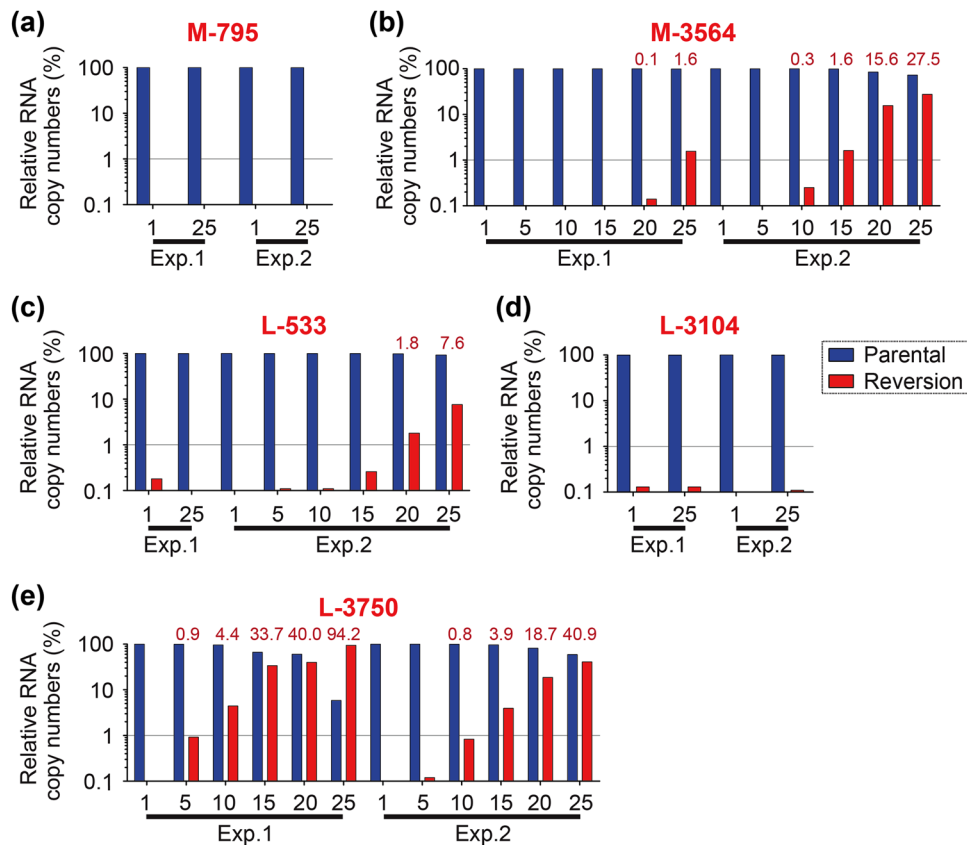 (a)
M-795
Relative RNA
copy numbers (%)
100
10
1
0.1
1 25 1 25
Exp.1 Exp.2
(b)
M-3564
Relative RNA
copy numbers (%)
0.1 1.6 0.3 1.6 15.6 27.5
100
10
1
0.1
1 5 10 15 20 25 1 5 10 15 20 25
Exp.1 Exp.2
(c)
L-533
Relative RNA
copy numbers (%)
1.8 7.6
100
10
1
0.1
1 25 1 5 10 15 20 25
Exp.1 Exp.2
(d)
L-3104
Relative RNA
copy numbers (%)
100
10
1
0.1
1 25 1 25
Exp.1 Exp.2
Parental
Reversion
(e)
L-3750
Relative RNA
copy numbers (%)
0.9 4.4 33.7 40.0 94.2 0.8 3.9 18.7 40.9
100
10
1
0.1
1 5 10 15 20 25 1 5 10 15 20 25
Exp.1 Exp.2